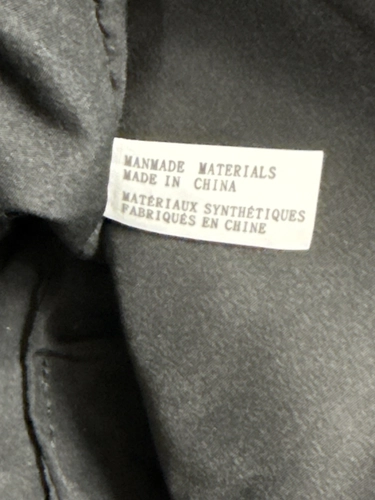 MANMADE MATERIALS
MADE IN CHINA
MATÉRIAUX SYNTHÉTIQUES
FABRIQUÉS EN CHINE